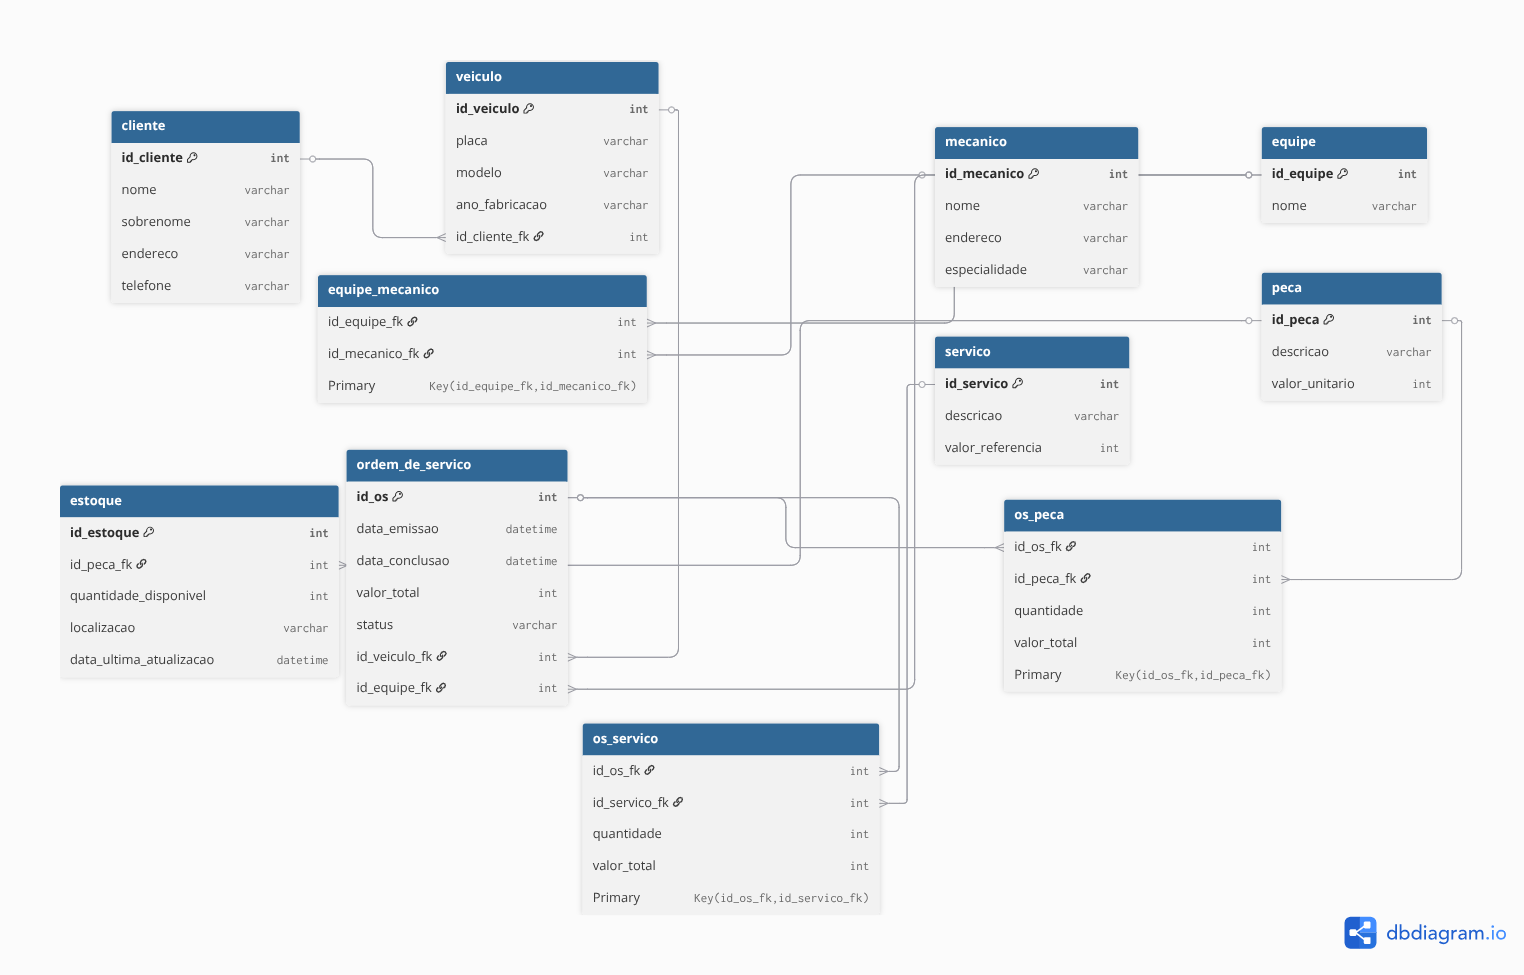 veiculo
id_veiculo int
placa varchar
modelo varchar
ano_fabricacao varchar
id_cliente_fk int
cliente
id_cliente int
nome varchar
sobrenome varchar
endereco varchar
telefone varchar
mecanico
id_mecanico int
nome varchar
endereco varchar
especialidade varchar
equipe
id_equipe int
nome varchar
equipe_mecanico
id_equipe_fk int
id_mecanico_fk int
Primary Key(id_equipe_fk,id_mecanico_fk)
peca
id_peca int
descricao varchar
valor_unitario int
servico
id_servico int
descricao varchar
valor_referencia int
ordem_de_servico
id_os int
data_emissao datetime
data_conclusao datetime
valor_total int
status varchar
id_veiculo_fk int
id_equipe_fk int
estoque
id_estoque int
id_peca_fk int
quantidade_disponivel int
localizacao varchar
data_ultima_atualizacao datetime
os_peca
id_os_fk int
id_peca_fk int
quantidade int
valor_total int
Primary Key(id_os_fk,id_peca_fk)
os_servico
id_os_fk int
id_servico_fk int
quantidade int
valor_total int
Primary Key(id_os_fk,id_servico_fk)
dbdiagram.io